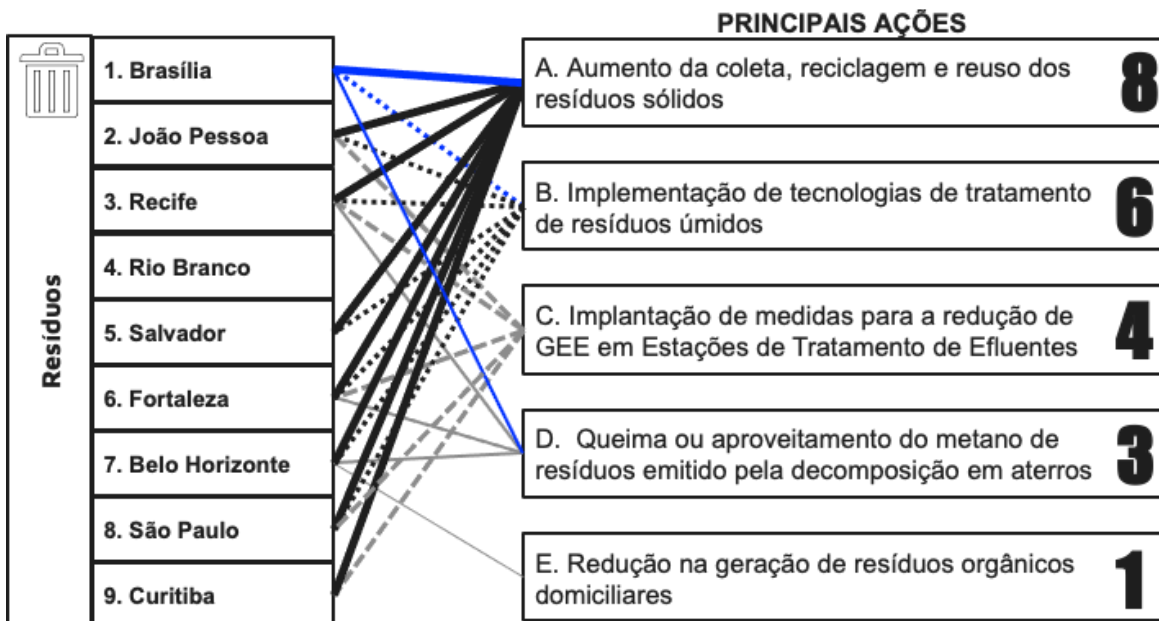 PRINCIPAIS AÇÕES
Resíduos
1. Brasília
2. João Pessoa
3. Recife
4. Rio Branco
5. Salvador
6. Fortaleza
7. Belo Horizonte
8. São Paulo
9. Curitiba
A. Aumento da coleta, reciclagem e reuso dos
resíduos sólidos
8
B. Implementação de tecnologias de tratamento
de resíduos úmidos
6
C. Implantação de medidas para a redução de
GEE em Estações de Tratamento de Efluentes
4
D. Queima ou aproveitamento do metano de
resíduos emitido pela decomposição em aterros
3
E. Redução na geração de resíduos orgânicos
domiciliares
1